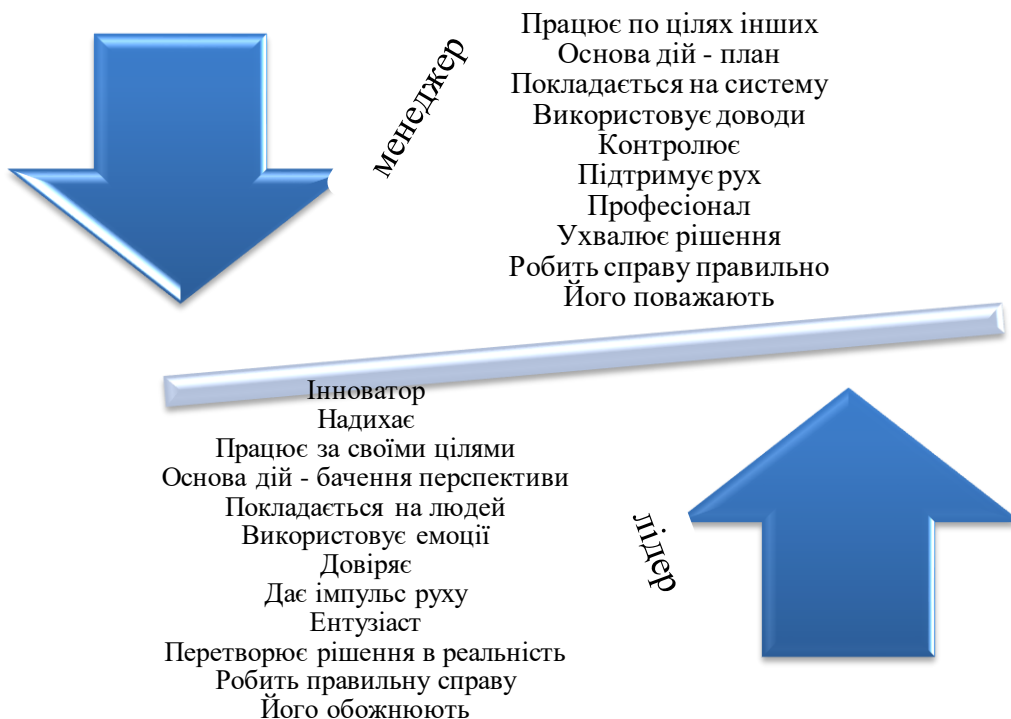 менеджер
Працює по цілях інших
Основа дій - план
Покладається на систему
Використовує доводи
Контролює
Підтримує рух
Професіонал
Ухвалює рішення
Робить справу правильно
Його поважають
Інноватор
Надихає
Працює за своїми цілями
Основа дій - бачення перспективи
Покладається на людей
Використовує емоції
Довіряє
Дає імпульс руху
Ентузіаст
Перетворює рішення в реальність
Робить правильну справу
Його обожнюють
лідер